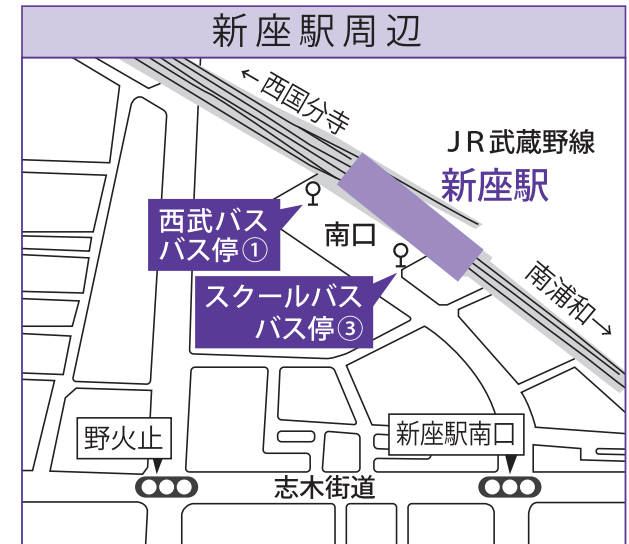 新座駅周辺
←西国分寺
JR武蔵野線
新座駅
西武バス
バス停①
南口
スクールバス
バス停③
南浦和→
野火止
新座駅南口
志木街道